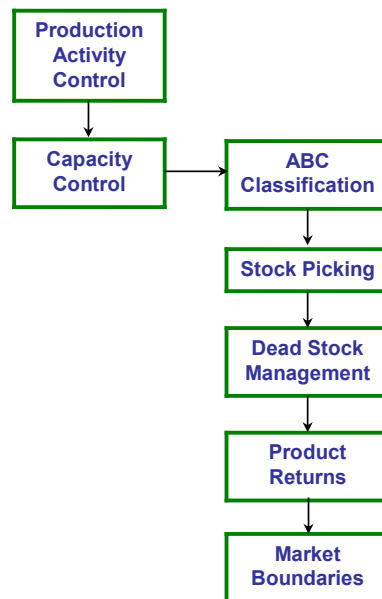 Production
Activity
Control
Capacity
Control
ABC
Classification
Stock Picking
Dead Stock
Management
Product
Returns
Market
Boundaries